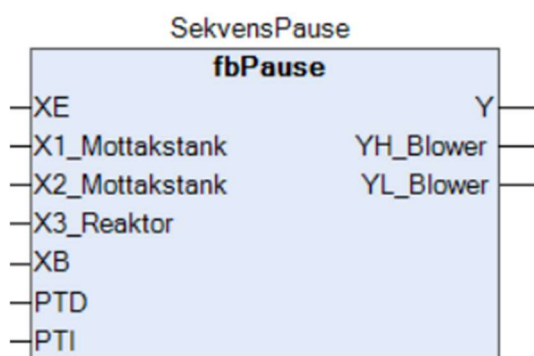 SekvensPause
fbPause
XE Y
X1_Mottakstank YH_Blower
X2_Mottakstank YL_Blower
X3_Reaktor
XB
PTD
PTI